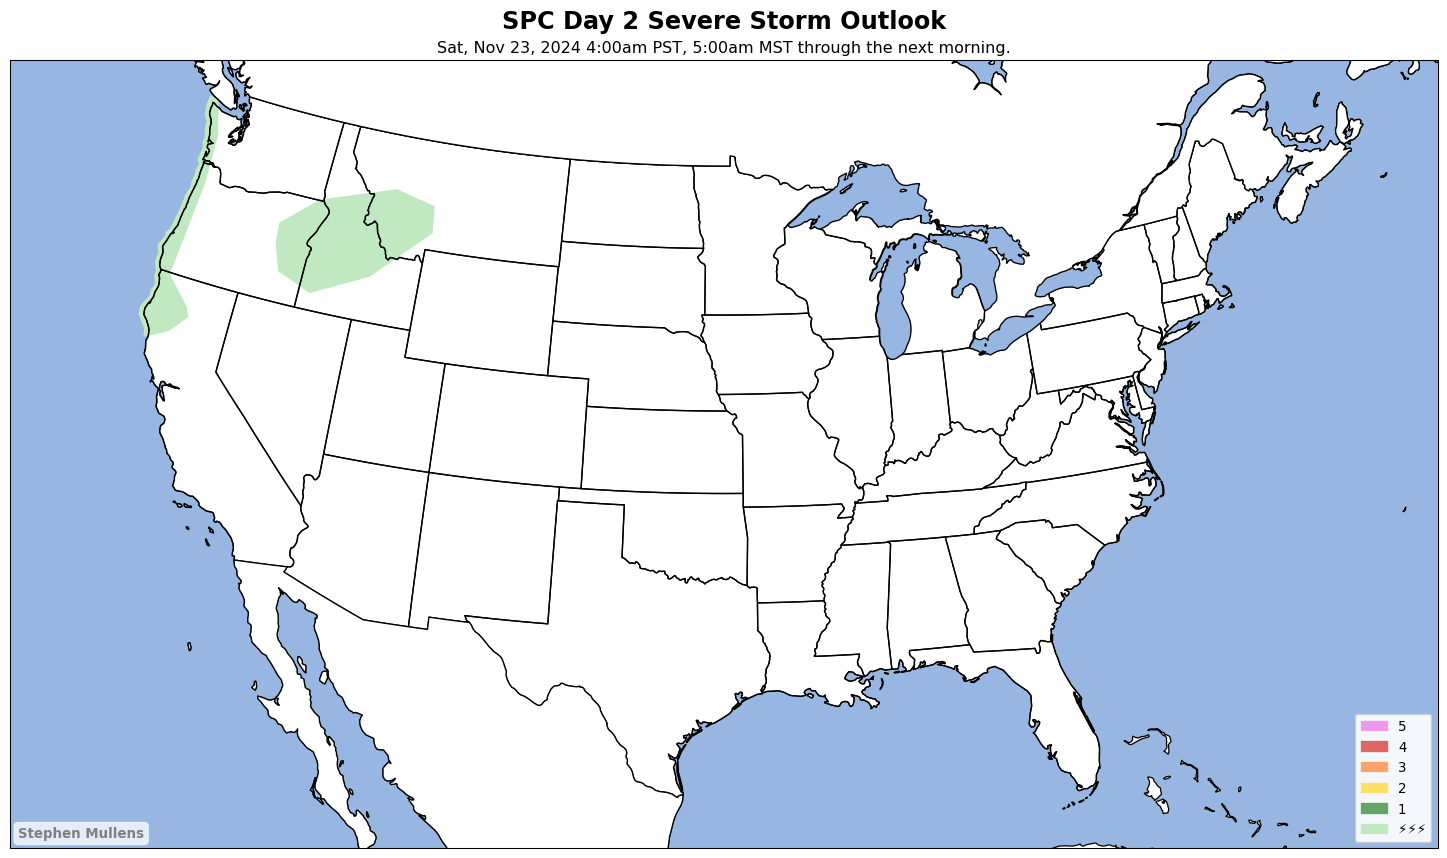 SPC Day 2 Severe Storm Outlook
Sat, Nov 23, 2024 4:00am PST, 5:00am MST through the next morning.
5
4
3
2
1
⚡⚡⚡
Stephen Mullens